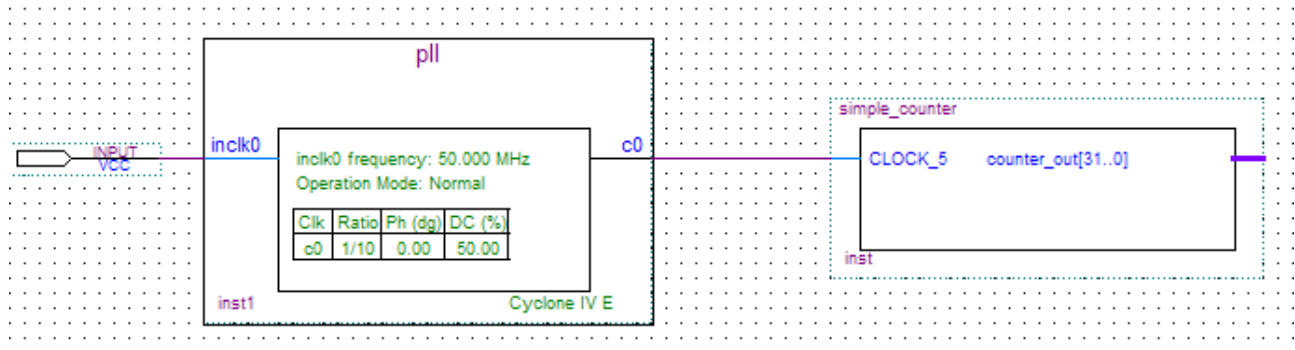 pll
simple_counter
INPUT
VCC
inclk0
c0
inclk0 frequency: 50.000 MHz
Operation Mode: Normal
CLOCK_5 counter_out[31..0]
Clk Ratio Ph (dg) DC (%)
c0 1/10 0.00 50.00
inst
inst1
Cyclone IV E